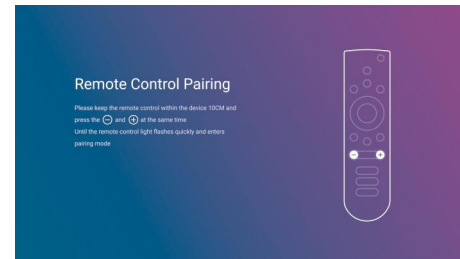 Remote Control Pairing
Please keep the remote control within the device 10CM and
press the ⊖ and ⊕ at the same time
Until the remote control light flashes quickly and enters
pairing mode